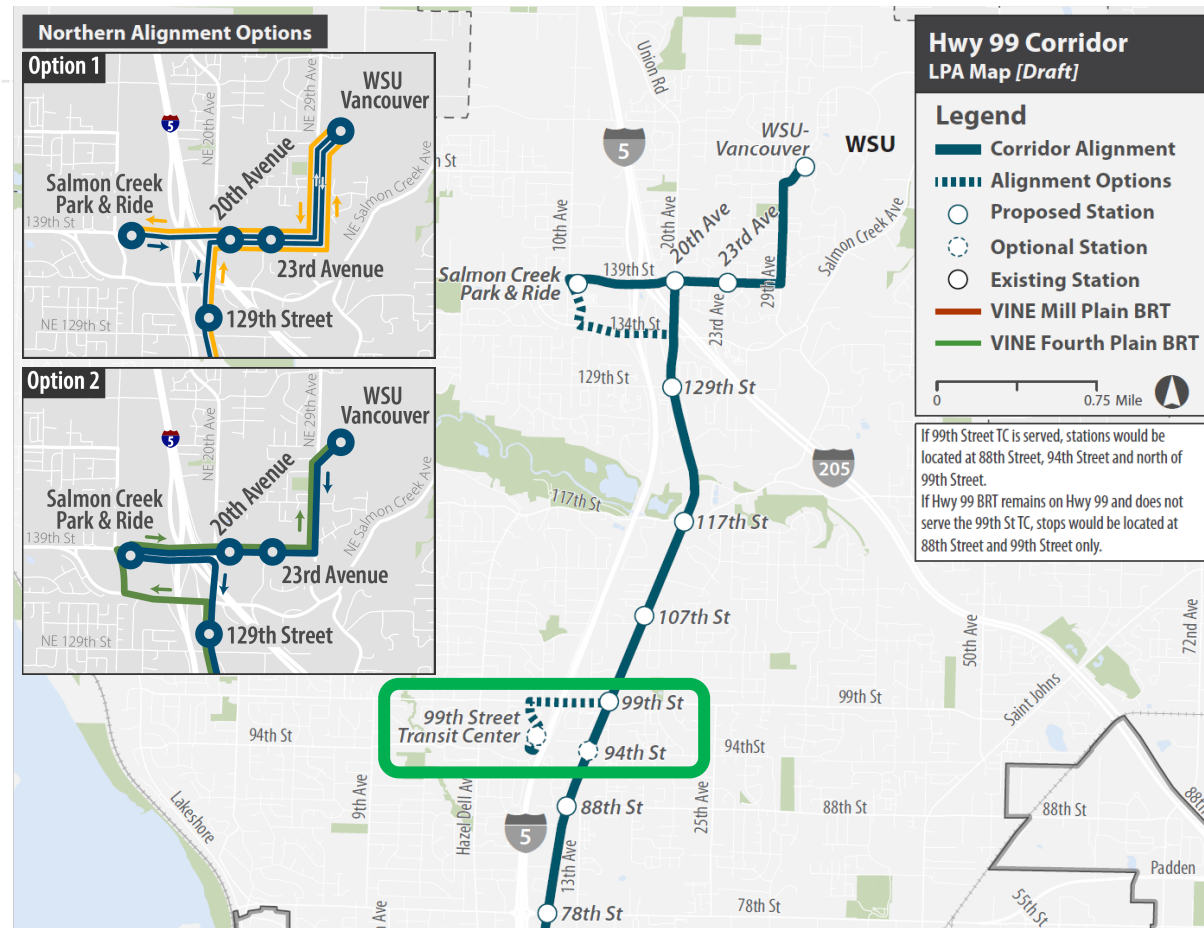 Northern Alignment Options
Option 1
WSU
Vancouver
5
NE 20th Ave
NE 29th Ave
20th Avenue
NE Salmon Creek Ave
Salmon Creek
Park & Ride
139th St
23rd Avenue
129th Street
NE 129th St
Option 2
WSU
Vancouver
5
NE 20th Ave
NE 29th Ave
20th Avenue
NE Salmon Creek Ave
Salmon Creek
Park & Ride
139th St
23rd Avenue
129th Street
NE 129th St
Hwy 99 Corridor
LPA Map [Draft]
Legend
Corridor Alignment
Alignment Options
Proposed Station
Optional Station
Existing Station
VINE Mill Plain BRT
VINE Fourth Plain BRT
0
0.75 Mile
If 99th Street TC is served, stations would be
located at 88th Street, 94th Street and north of
99th Street.
If Hwy 99 BRT remains on Hwy 99 and does not
serve the 99th St TC, stops would be located at
88th Street and 99th Street only.
Union Rd
5
WSU-
Vancouver
WSU
h St
10th Ave
20th Ave
20th Ave
23rd Ave
29th Ave
Salmon Creek Ave
Salmon Creek
Park & Ride
139th St
134th St
23rd Ave
129th St
129th St
205
117th St
117th St
107th St
50th Ave
72nd Ave
Saint Johns
99th St
99th St
99th Street
Transit Center
94th St
94th St
94thSt
9th Ave
Hazel Dell Av
5
88th St
25th Ave
88th St
88th St
88th
Lakeshore
13th Ave
Padden
55th St
78th St
78th St
n Ave